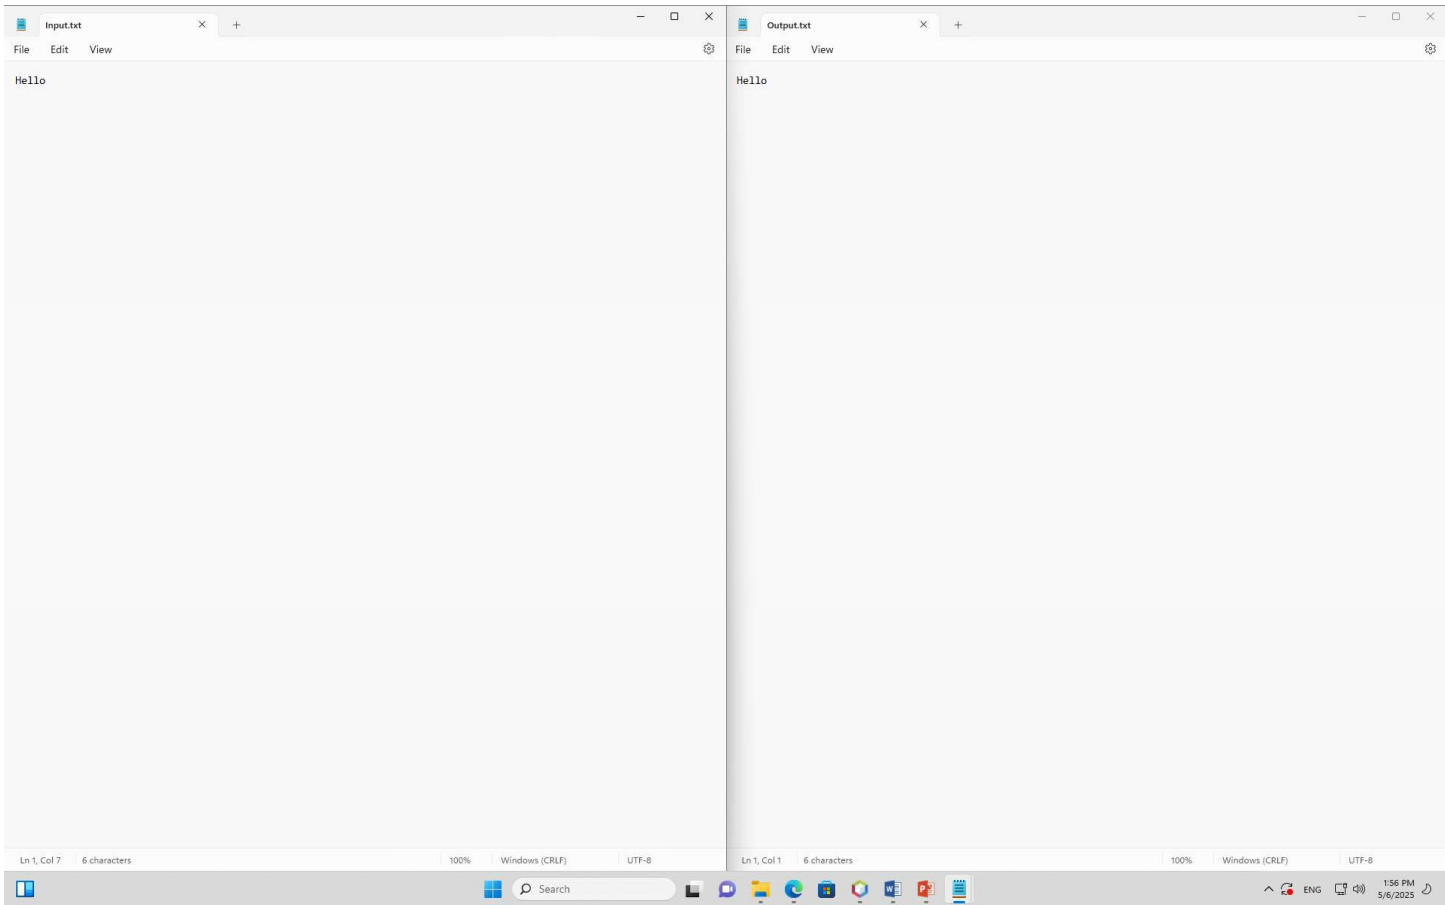 Input.txt
File Edit View
Hello
Ln 1, Col 7 6 characters 100% Windows (CRLF) UTF-8
Output.txt
File Edit View
Hello
Ln 1, Col 1 6 characters 100% Windows (CRLF) UTF-8
Search
ENG
1:56 PM
5/6/2025